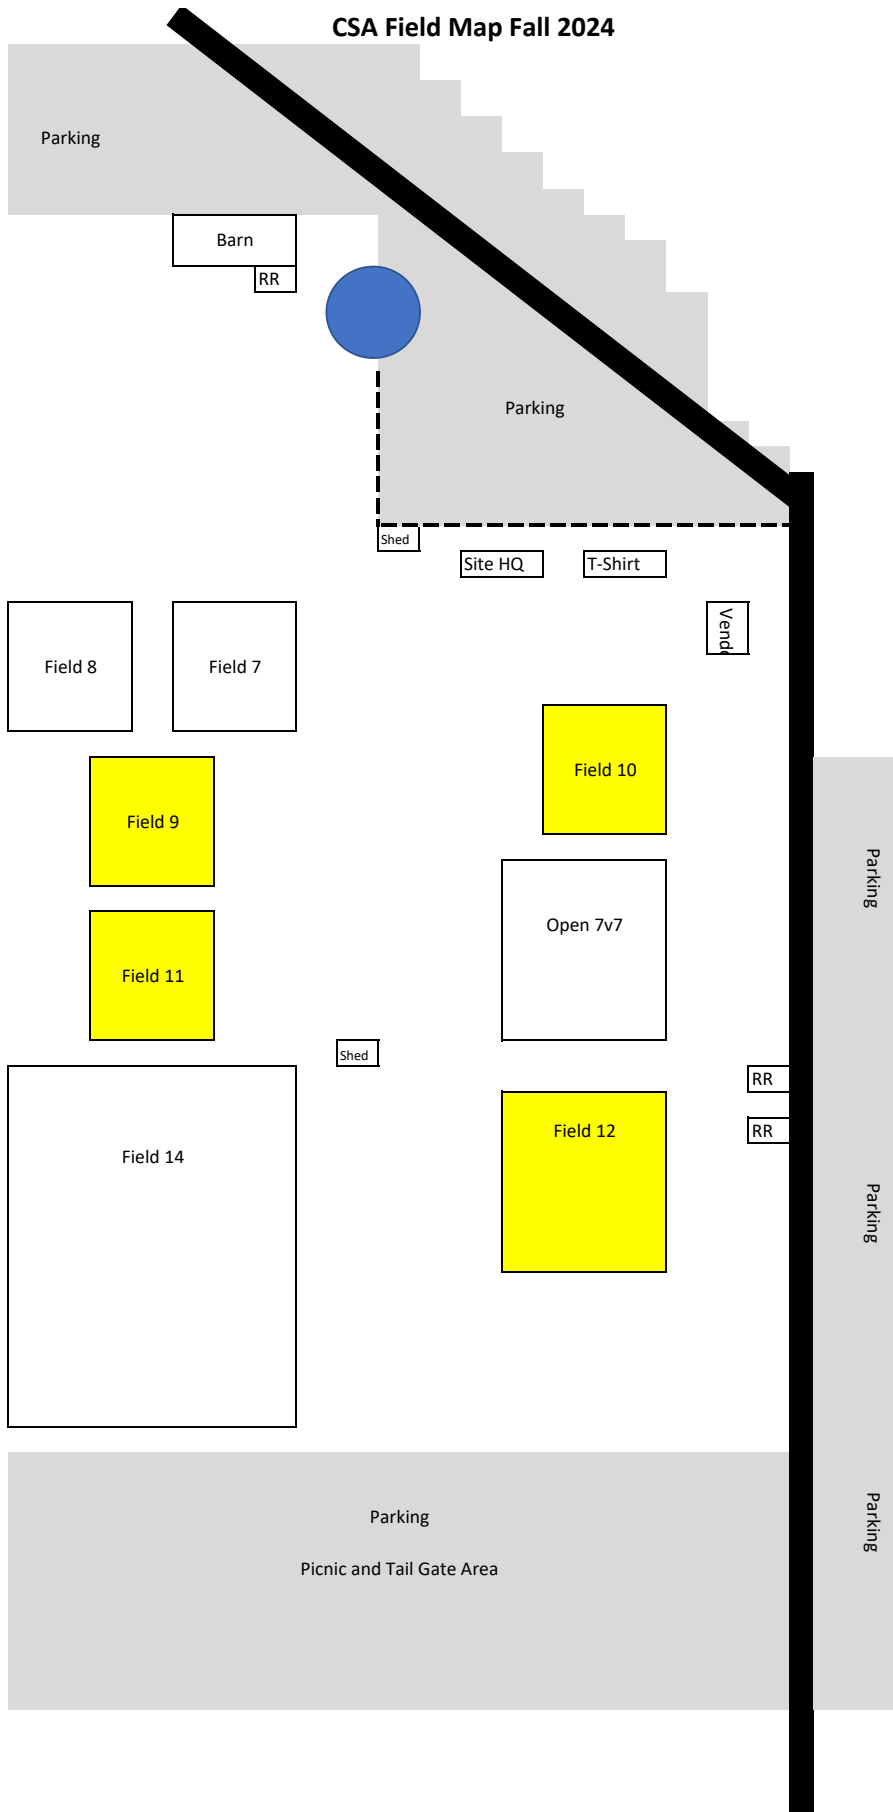 CSA Field Map Fall 2024
Parking
Barn
RR
Parking
Shed
Site HQ
T-Shirt
Field 8
Field 7
Field 10
Field 9
Parking
Open 7v7
Field 11
Shed
RR
Field 12
RR
Field 14
Parking
Parking
Parking
Picnic and Tail Gate Area